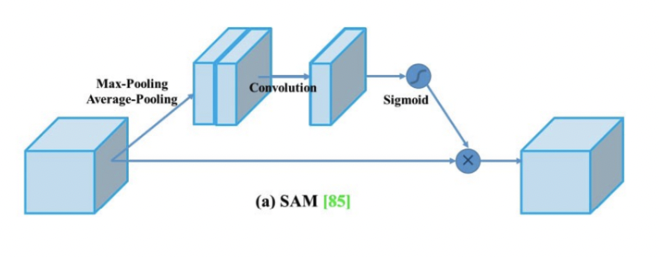 Max-Pooling
Average-Pooling
Convolution
Sigmoid
×
(a) SAM [85]